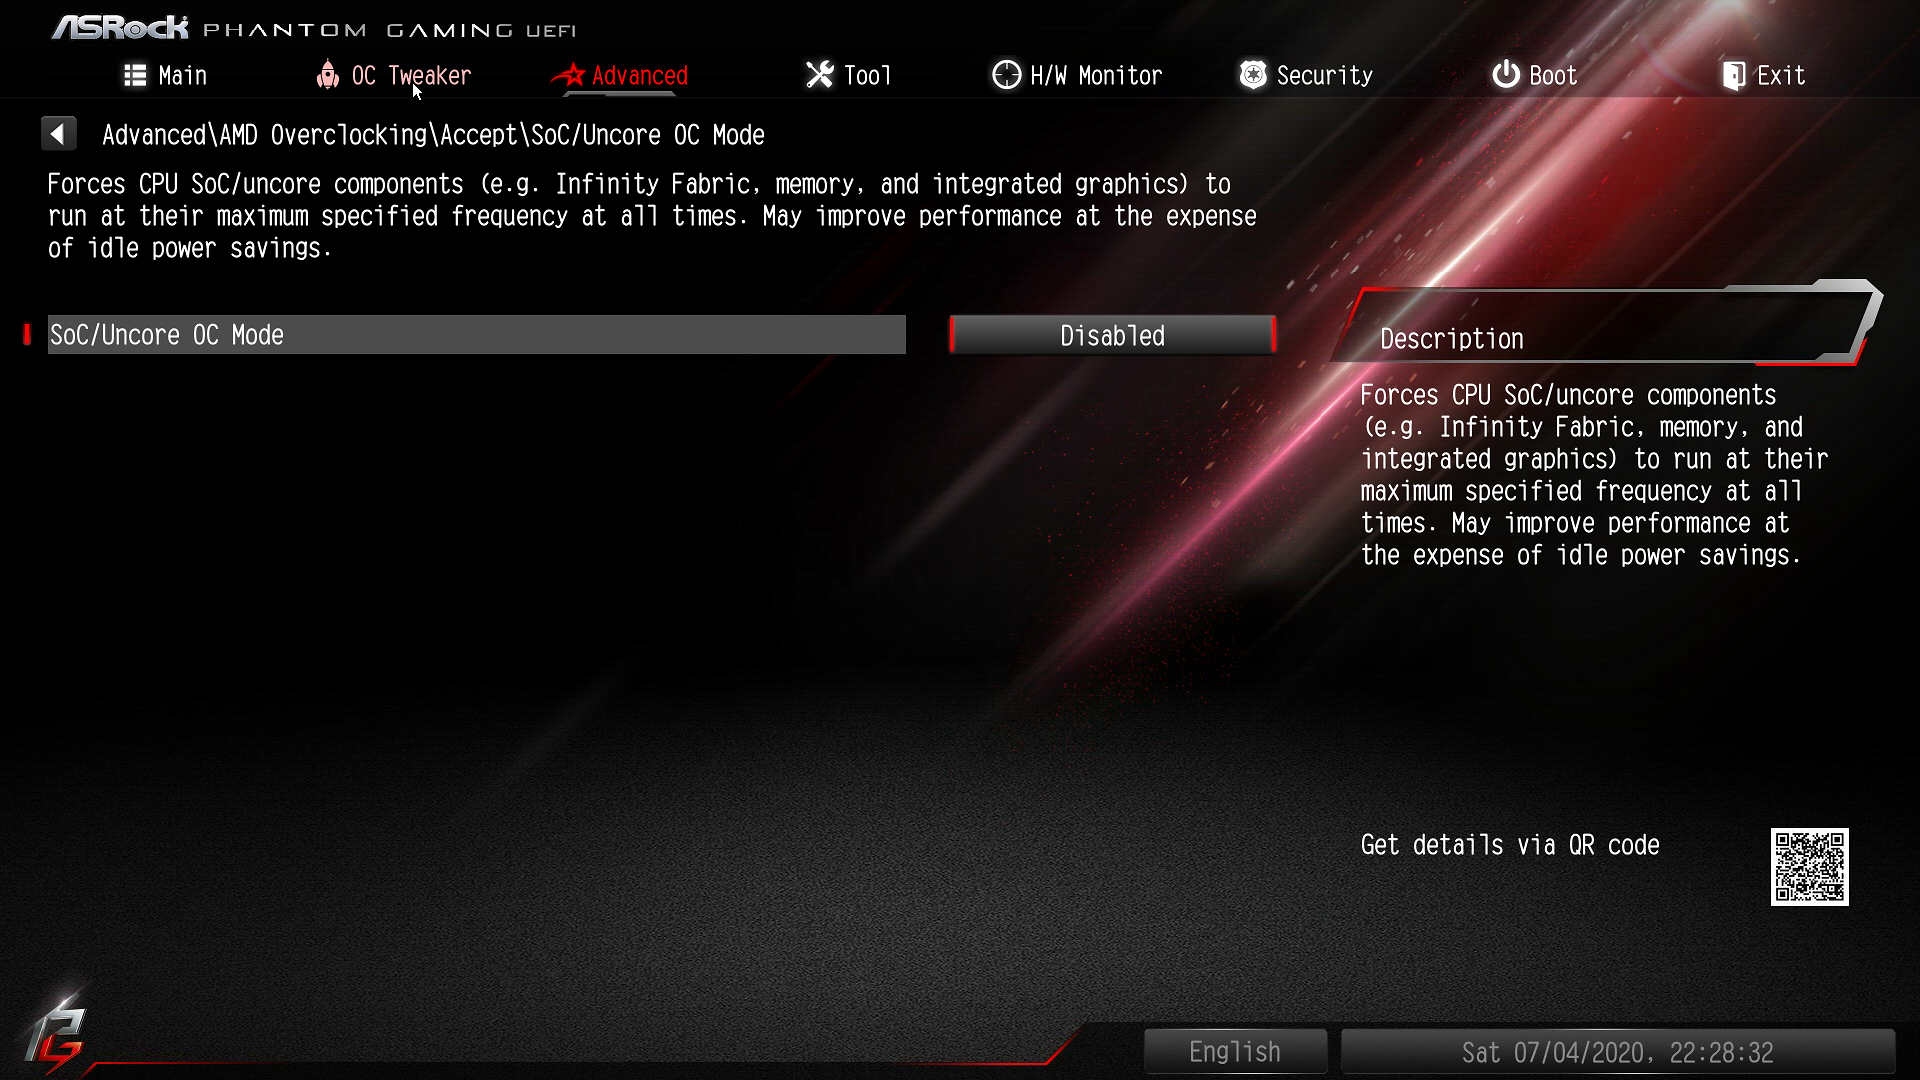 ASRock PHANTOM GAMING UEFI
Main OC Tweaker Advanced Tool H/W Monitor Security Boot Exit
Advanced\AMD Overclocking\Accept\SoC/Uncore OC Mode
Forces CPU SoC/uncore components (e.g. Infinity Fabric, memory, and integrated graphics) to
run at their maximum specified frequency at all times. May improve performance at the expense
of idle power savings.
SoC/Uncore OC Mode Disabled
Description
Forces CPU SoC/uncore components
(e.g. Infinity Fabric, memory, and
integrated graphics) to run at their
maximum specified frequency at all
times. May improve performance at
the expense of idle power savings.
Get details via QR code
English Sat 07/04/2020, 22:28:32